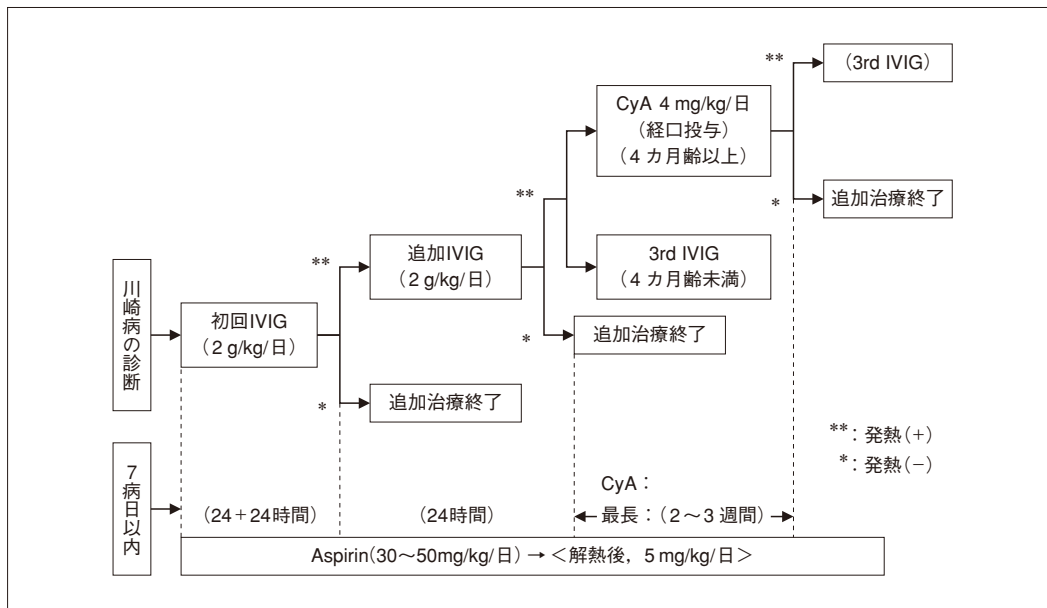 川崎病の診断
7病日以内
初回IVIG
（2 g/kg/日）
**
*
追加IVIG
（2 g/kg/日）
追加治療終了
**
*
CyA 4 mg/kg/日
（経口投与）
（4 カ月齢以上）
3rd IVIG
（4 カ月齢未満）
追加治療終了
**
*
（3rd IVIG）
追加治療終了
**：発熱（+）
*：発熱（−）
（24＋24時間）
（24時間）
CyA：
最長：（2～3 週間）
Aspirin（30～50mg/kg/日）→＜解熱後，5 mg/kg/日＞